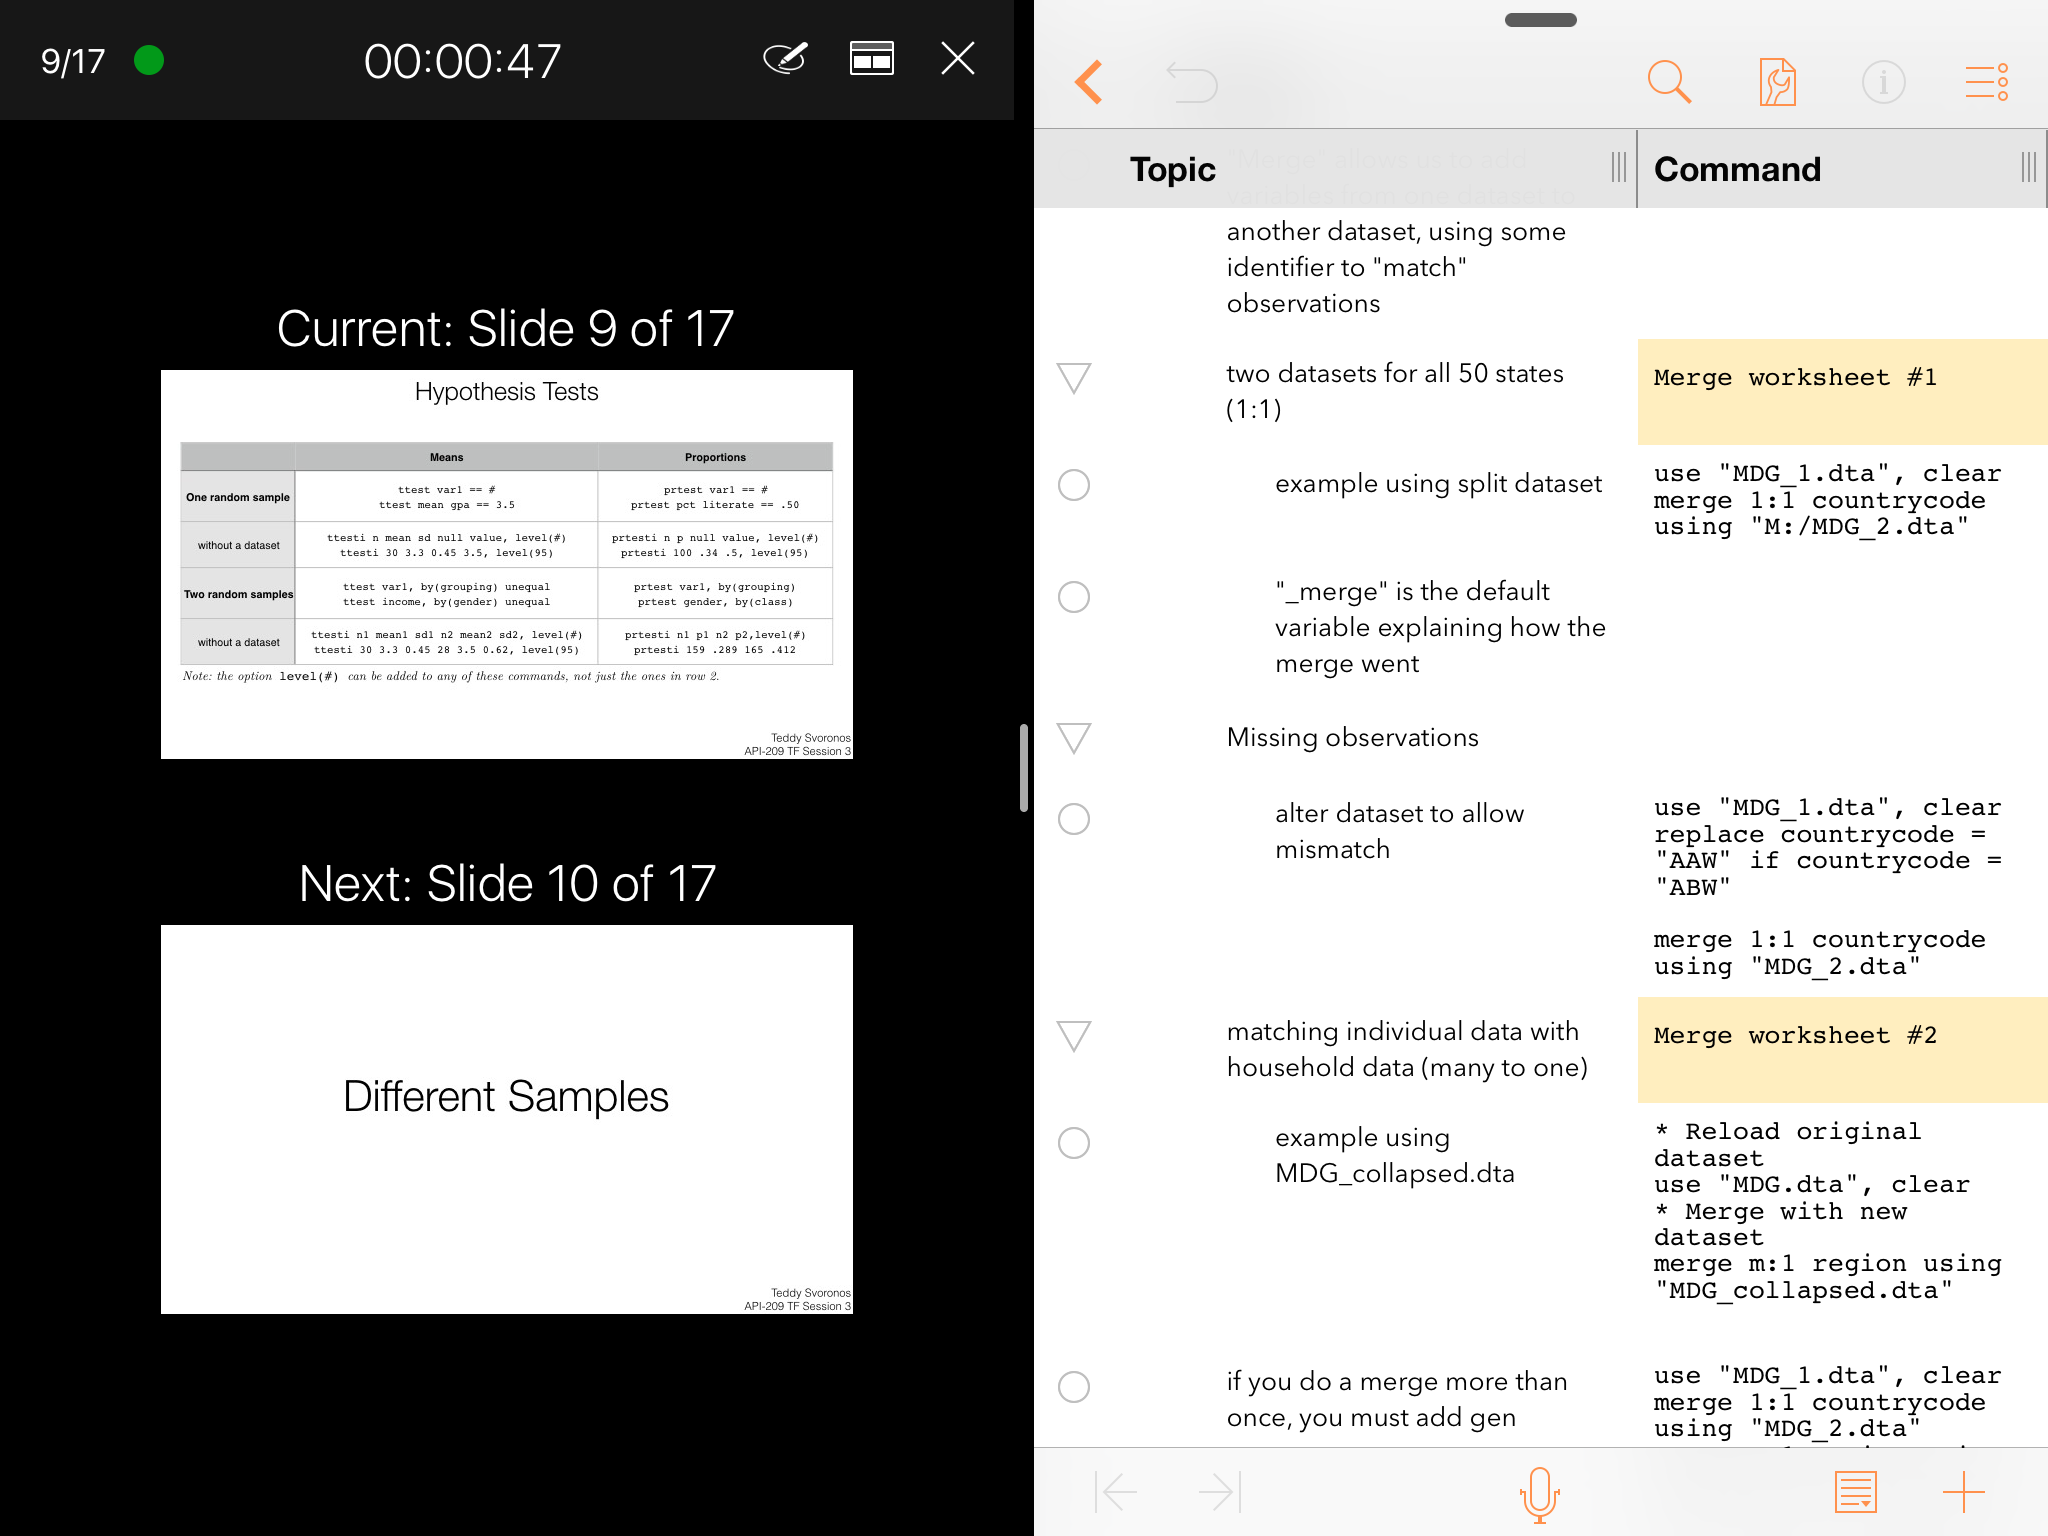 9/17
00:00:47
Current: Slide 9 of 17
Hypothesis Tests
Means Proportions
One random sample
ttest var1 == #
ttest mean gpa == 3.5
prtest var1 == #
prtest pct literate == .50
without a dataset
ttesti n mean sd null value, level(#)
ttesti 30 3.3 0.45 3.5, level(95)
prtesti n p null value, level(#)
prtesti 100 .34 .5, level(95)
Two random samples
ttest var1, by(grouping) unequal
ttest income, by(gender) unequal
prtest var1, by(grouping)
prtest gender, by(class)
without a dataset
ttesti n1 mean1 sd1 n2 mean2 sd2, level(#)
ttesti 30 3.3 0.45 28 3.5 0.62, level(95)
prtesti n1 p1 n2 p2,level(#)
prtesti 159 .289 165 .412
Note: the option level(#) can be added to any of these commands, not just the ones in row 2.
Teddy Svoronos
API-209 TF Session 3
Next: Slide 10 of 17
Different Samples
Teddy Svoronos
API-209 TF Session 3
Topic
Command
"Merge" allows us to add
variables from one dataset to
another dataset, using some
identifier to "match"
observations
two datasets for all 50 states
(1:1)
Merge worksheet #1
example using split dataset
use "MDG_1.dta", clear
merge 1:1 countrycode
using "M:/MDG_2.dta"
"_merge" is the default
variable explaining how the
merge went
Missing observations
alter dataset to allow
mismatch
use "MDG_1.dta", clear
replace countrycode =
"AAW" if countrycode =
"ABW"
merge 1:1 countrycode
using "MDG_2.dta"
matching individual data with
household data (many to one)
Merge worksheet #2
example using
MDG_collapsed.dta
* Reload original
dataset
use "MDG.dta", clear
* Merge with new
dataset
merge m:1 region using
"MDG_collapsed.dta"
if you do a merge more than
once, you must add gen
use "MDG_1.dta", clear
merge 1:1 countrycode
using "MDG_2.dta"